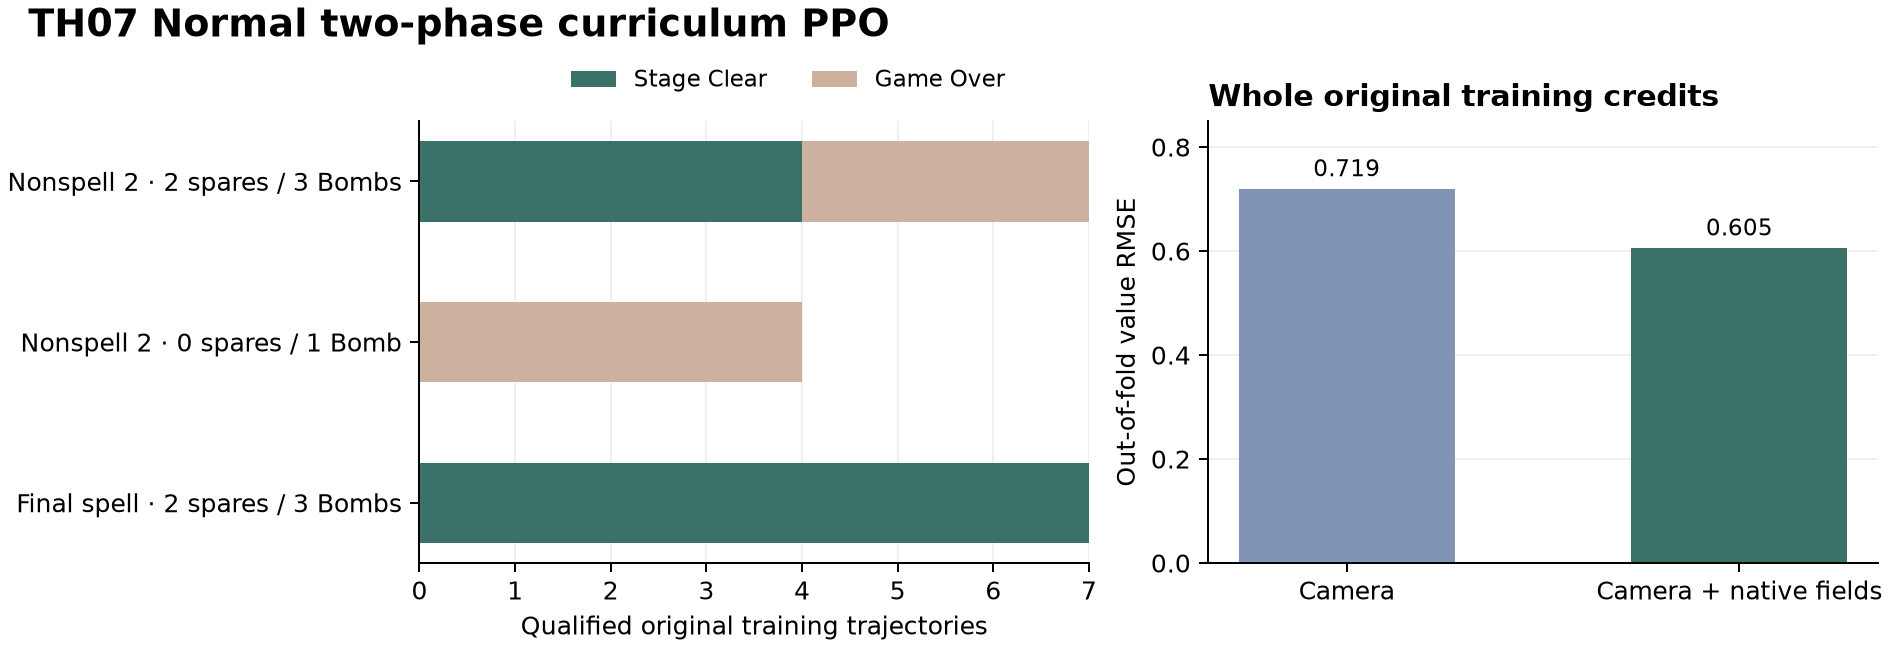 TH07 Normal two-phase curriculum PPO
Stage Clear
Game Over
Nonspell 2 · 2 spares / 3 Bombs
Nonspell 2 · 0 spares / 1 Bomb
Final spell · 2 spares / 3 Bombs
0 1 2 3 4 5 6 7
Qualified original training trajectories
Whole original training credits
Out-of-fold value RMSE
0.8
0.6
0.4
0.2
0.0
0.719
0.605
Camera
Camera + native fields